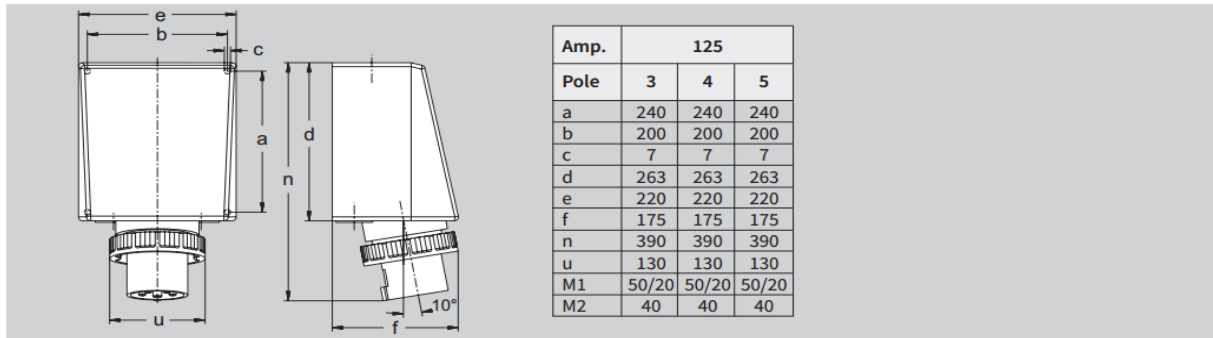 e
b
c
a
d
n
u
f
10°
Amp. 125
Pole 3 4 5
a 240 240 240
b 200 200 200
c 7 7 7
d 263 263 263
e 220 220 220
f 175 175 175
n 390 390 390
u 130 130 130
M1 50/20 50/20 50/20
M2 40 40 40